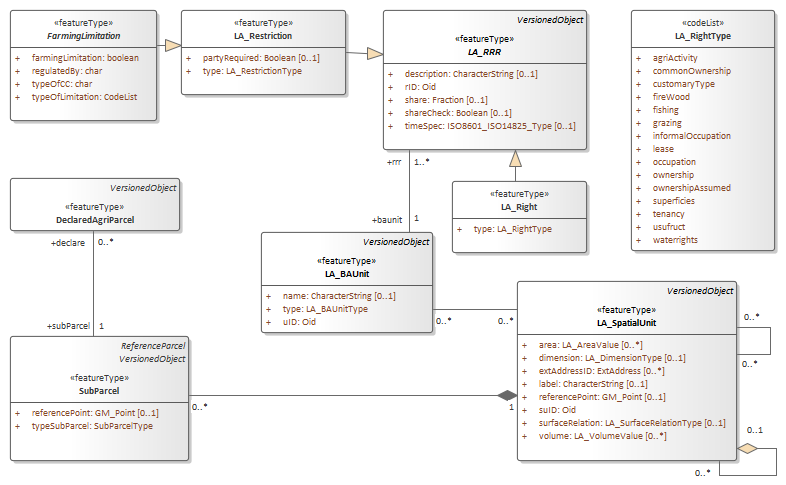 «featureType»
FarmingLimitation
+ farmingLimitation: boolean
+ regulatedBy: char
+ typeOfCC: char
+ typeOfLimitation: CodeList
«featureType»
LA_Restriction
+ partyRequired: Boolean [0..1]
+ type: LA_RestrictionType
VersionedObject
«featureType»
LA_RRR
+ description: CharacterString [0..1]
+ rID: Oid
+ share: Fraction [0..1]
+ shareCheck: Boolean [0..1]
+ timeSpec: ISO8601_ISO14825_Type [0..1]
«codeList»
LA_RightType
+ agriActivity
+ commonOwnership
+ customaryType
+ fireWood
+ fishing
+ grazing
+ informalOccupation
+ lease
+ occupation
+ ownership
+ ownershipAssumed
+ superficies
+ tenancy
+ usufruct
+ waterrights
+rrr 1..*
+baunit 1
«featureType»
LA_Right
+ type: LA_RightType
VersionedObject
«featureType»
DeclaredAgriParcel
+declare 0..*
+subParcel 1
VersionedObject
«featureType»
LA_BAUnit
+ name: CharacterString [0..1]
+ type: LA_BAUnitType
+ uID: Oid
0..* 0..*
VersionedObject
«featureType»
LA_SpatialUnit
+ area: LA_AreaValue [0..*]
+ dimension: LA_DimensionType [0..1]
+ extAddressID: ExtAddress [0..*]
+ label: CharacterString [0..1]
+ referencePoint: GM_Point [0..1]
+ suID: Oid
+ surfaceRelation: LA_SurfaceRelationType [0..1]
+ volume: LA_VolumeValue [0..*]
0..*
0..*
0..1
0..*
ReferenceParcel
VersionedObject
«featureType»
SubParcel
+ referencePoint: GM_Point [0..1]
+ typeSubParcel: SubParcelType
0..* 1